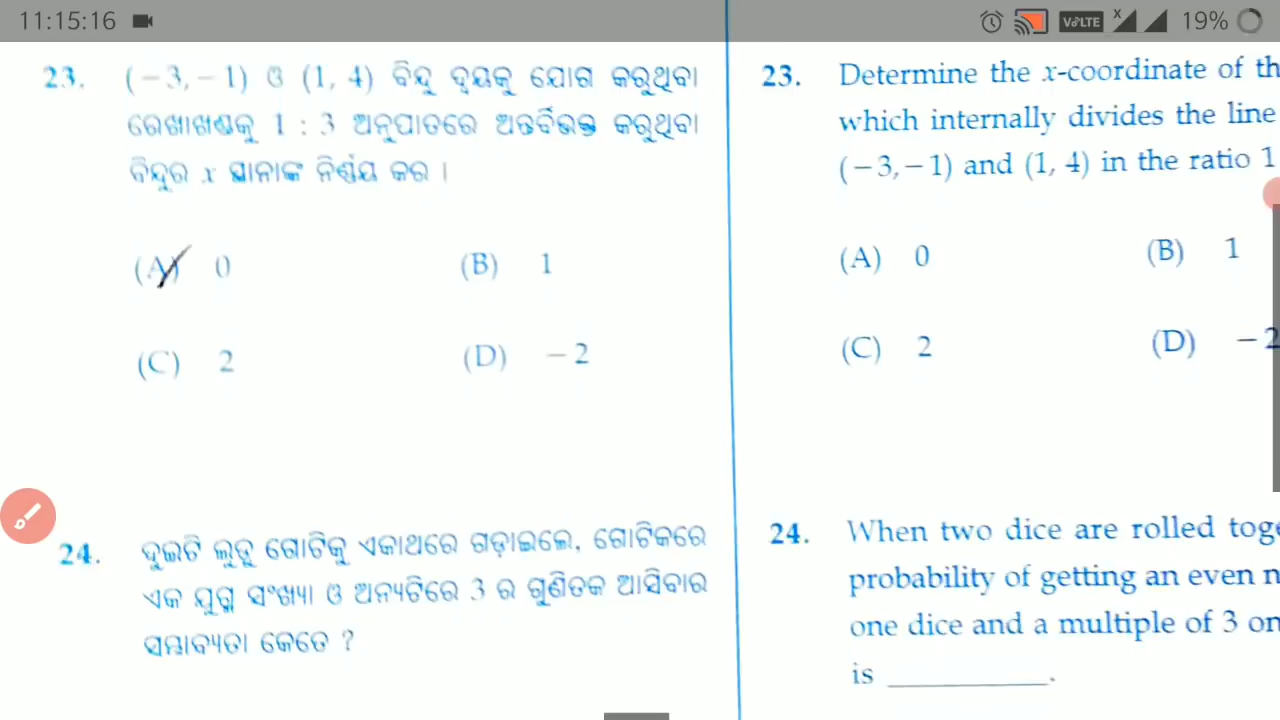 11:15:16
VoLTE
x
19%
23. (−3, −1) ଓ (1, 4) ବିନ୍ଦୁ ଦ୍ୱୟକୁ ଯୋଗ କରୁଥିବା
ରେଖାଖଣ୍ଡକୁ 1 : 3 ଅନୁପାତରେ ଅନ୍ତର୍ବିଭକ୍ତ କରୁଥିବା
ବିନ୍ଦୁର x ସ୍ଥାନାଙ୍କ ନିର୍ଣ୍ଣୟ କର ।
(A) 0 (B) 1
(C) 2 (D) −2
24. ଦୁଇଟି ଲୁଡୁ ଗୋଟିକୁ ଏକାଥରେ ଗଡ଼ାଇଲେ, ଗୋଟିକରେ
ଏକ ଯୁଗ୍ମ ସଂଖ୍ୟା ଓ ଅନ୍ୟଟିରେ 3 ର ଗୁଣିତକ ଆସିବାର
ସମ୍ଭାବ୍ୟତା କେତେ ?
23. Determine the x-coordinate of th
which internally divides the line
(−3, −1) and (1, 4) in the ratio 1
(A) 0 (B) 1
(C) 2 (D) −2
24. When two dice are rolled toge
probability of getting an even n
one dice and a multiple of 3 on
is __________.